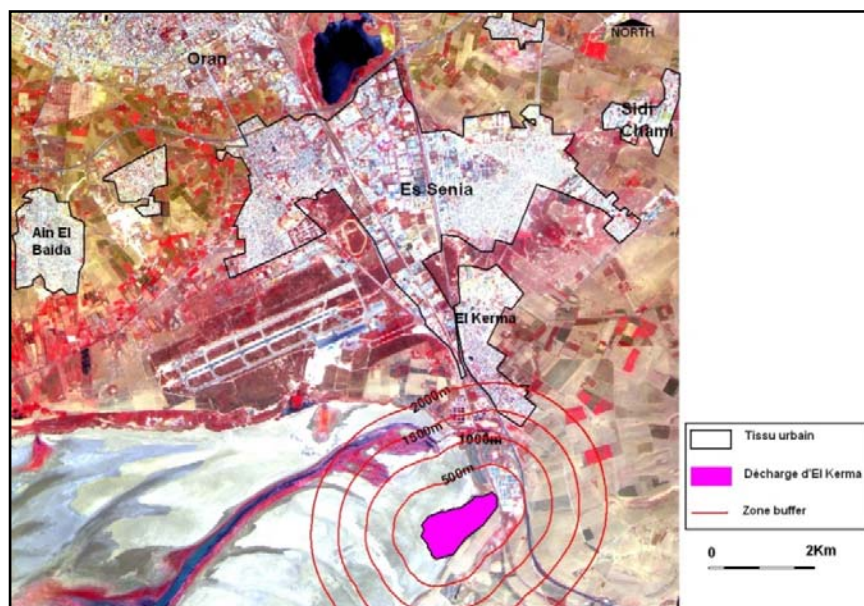 NORTH
Oran
Sidi
Chami
Es Senia
Ain El
Baida
El Kerma
2000m
1500m
1000m
500m
Tissu urbain
Décharge d'El Kerma
Zone buffer
0 2Km